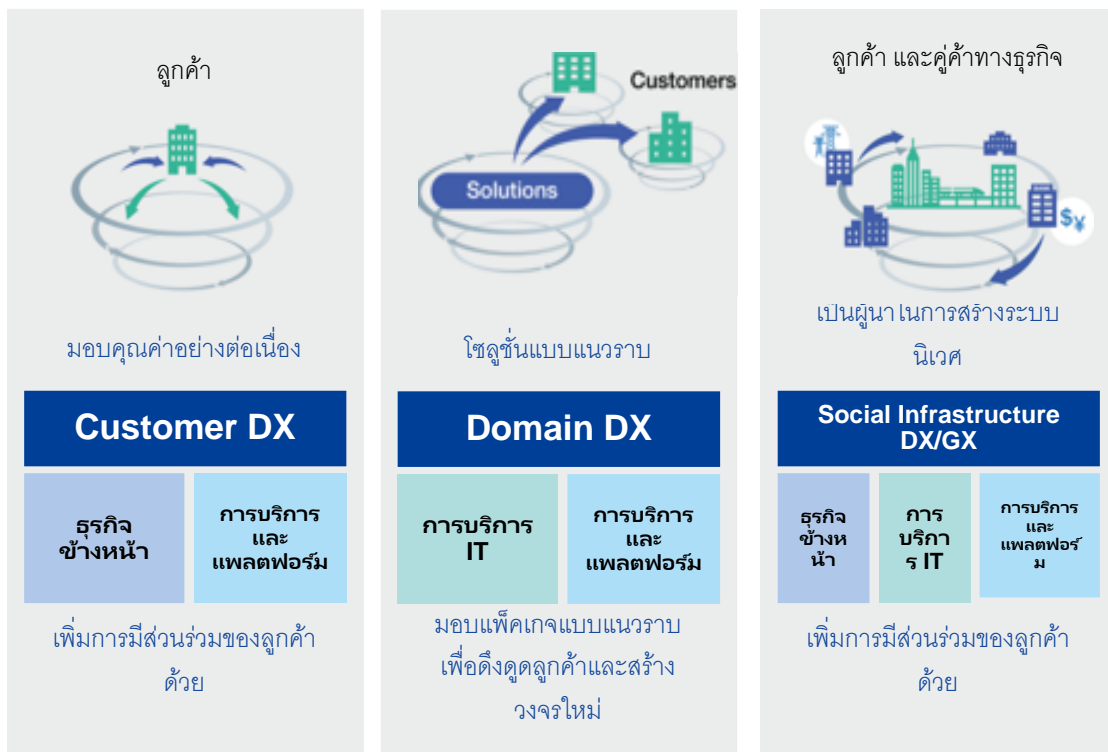 ลูกค้า
มอบคุณค่าอย่างต่อเนื่อง
Customer DX
ธุรกิจ
ข้างหน้า
การบริการ
และ
แพลตฟอร์ม
เพิ่มการมีส่วนร่วมของลูกค้า
ด้วย
Customers
Solutions
โซลูชั่นแบบแนวราบ
Domain DX
การบริการ
IT
การบริการ
และ
แพลตฟอร์ม
มอบแพ็คเกจแบบแนวราบ
เพื่อดึงดูดลูกค้าและสร้าง
วงจรใหม่
ลูกค้า และคู่ค้าทางธุรกิจ
$¥
เป็นผู้นำในการสร้างระบบ
นิเวศ
Social Infrastructure
DX/GX
ธุรกิจ
ข้างห
น้า
การ
บริกา
ร IT
การบริการ
และ
แพลตฟอร์
ม
เพิ่มการมีส่วนร่วมของลูกค้า
ด้วย